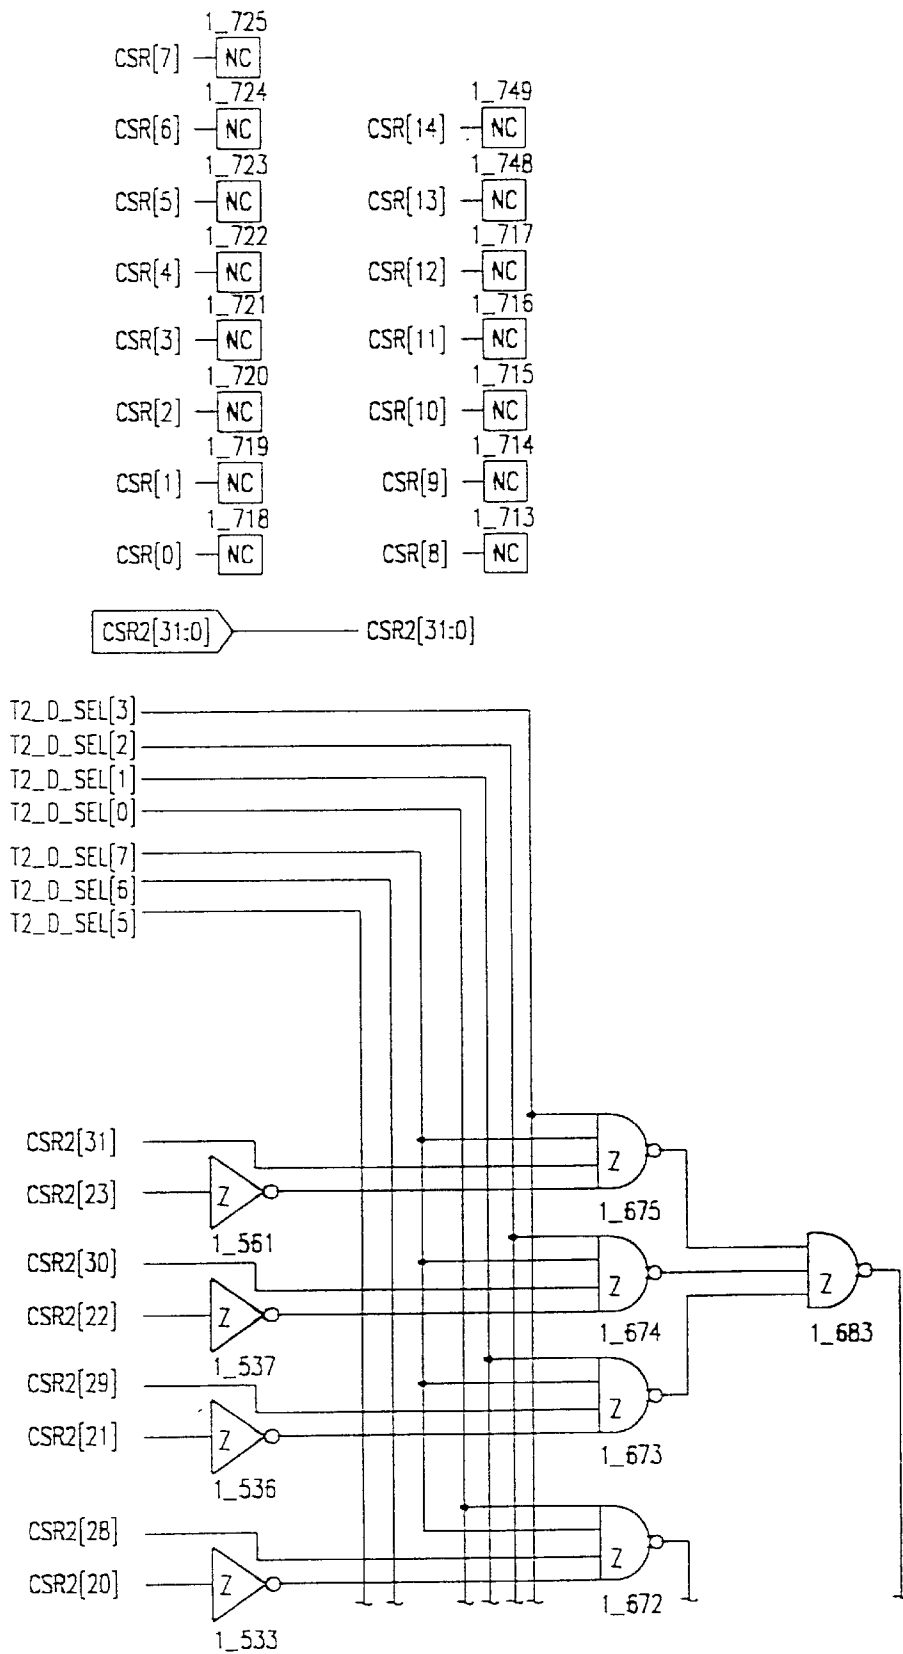 1_725
CSR[7] NC
1_724 1_749
CSR[6] NC CSR[14] NC
1_723 1_748
CSR[5] NC CSR[13] NC
1_722 1_717
CSR[4] NC CSR[12] NC
1_721 1_716
CSR[3] NC CSR[11] NC
1_720 1_715
CSR[2] NC CSR[10] NC
1_719 1_714
CSR[1] NC CSR[9] NC
1_718 1_713
CSR[0] NC CSR[8] NC
CSR2[31:0] CSR2[31:0]
T2_D_SEL[3]
T2_D_SEL[2]
T2_D_SEL[1]
T2_D_SEL[0]
T2_D_SEL[7]
T2_D_SEL[6]
T2_D_SEL[5]
CSR2[31]
Z
CSR2[23] Z
1_675
1_561
CSR2[30]
Z Z
CSR2[22] Z
1_674 1_683
1_537
CSR2[29]
Z
CSR2[21] Z
1_673
1_536
CSR2[28]
Z
CSR2[20] Z
1_672
1_533